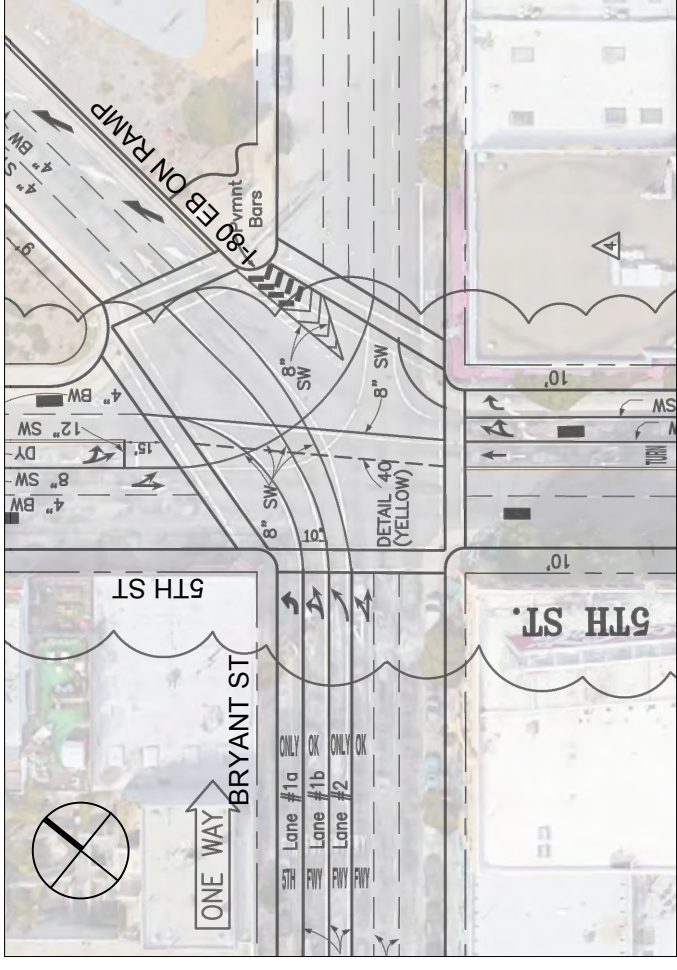 I-80 EB ON RAMP
Pvmnt
Bars
4" BW
4" S
6'
4
10'
8"
SW
8"
SW
4" BW
12" SW
15'
DY
8" SW
4" BW
SW
TURN
SW
8"
10"
DETAIL 40
(YELLOW)
10'
5TH ST
5TH ST.
BRYANT ST
ONE WAY
ONLY
OK
ONLY
OK
Lane #1a
Lane #1b
Lane #2
5TH
FWY
FWY
FWY